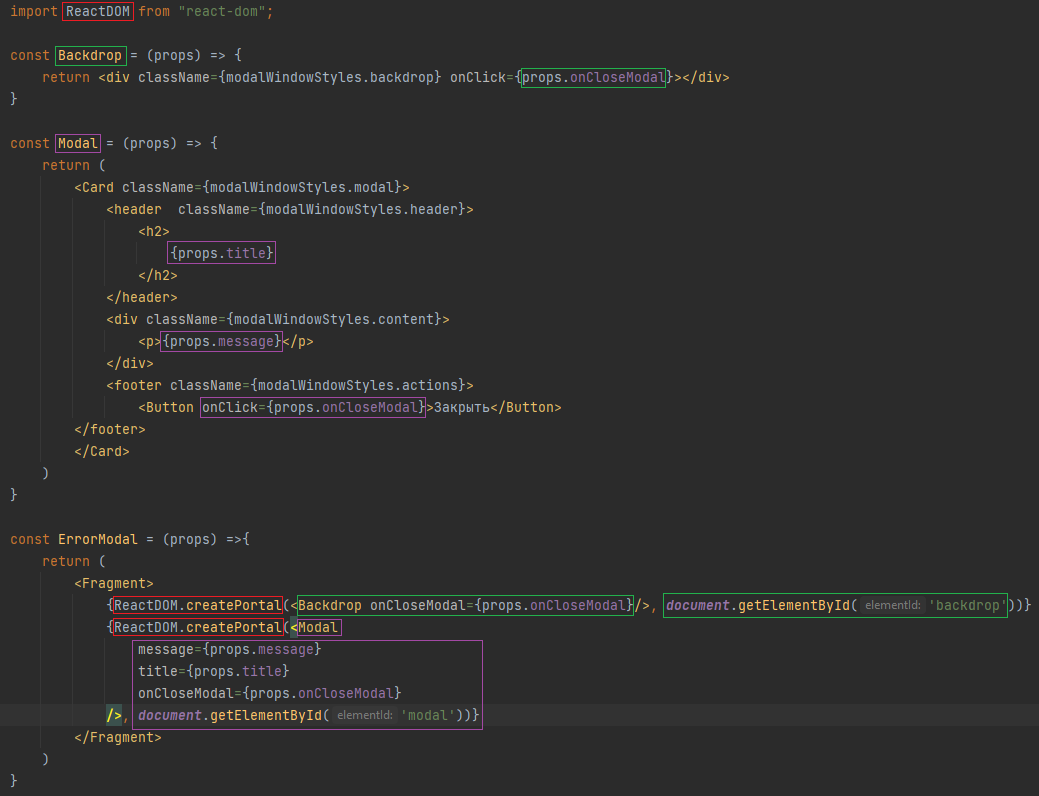 import ReactDOM from "react-dom";
const Backdrop = (props) => {
return <div className={modalWindowStyles.backdrop} onClick={props.onCloseModal}></div>
}
const Modal = (props) => {
return (
<Card className={modalWindowStyles.modal}>
<header  className={modalWindowStyles.header}>
<h2>
{props.title}
</h2>
</header>
<div className={modalWindowStyles.content}>
<p>{props.message}</p>
</div>
<footer className={modalWindowStyles.actions}>
<Button onClick={props.onCloseModal}>Закрыть</Button>
</footer>
</Card>
)
}
const ErrorModal = (props) =>{
return (
<Fragment>
{ReactDOM.createPortal(<Backdrop onCloseModal={props.onCloseModal}/>, document.getElementById( elementId: 'backdrop'))}
{ReactDOM.createPortal(<Modal
message={props.message}
title={props.title}
onCloseModal={props.onCloseModal}
/>, document.getElementById( elementId: 'modal'))}
</Fragment>
)
}